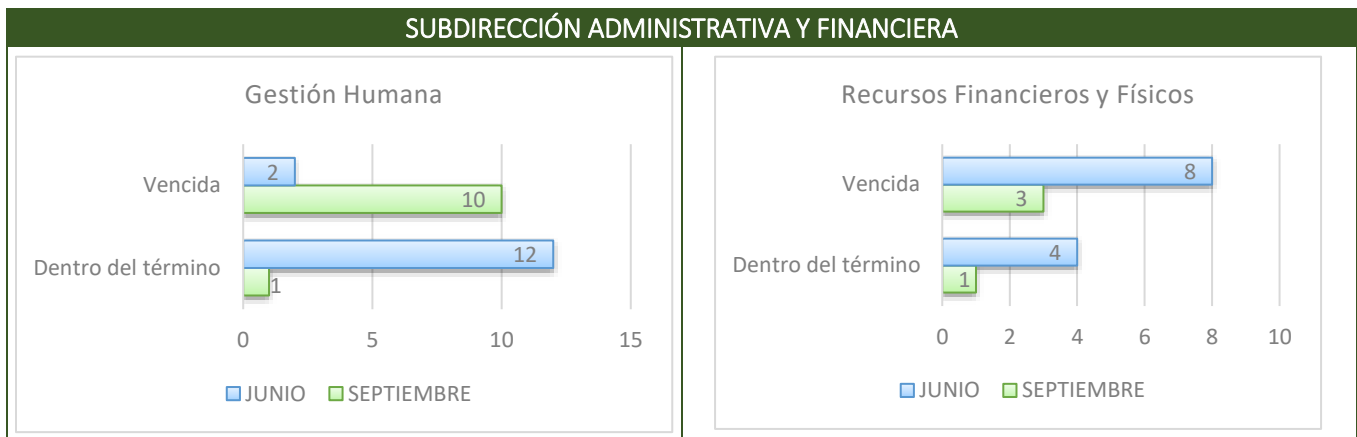 SUBDIRECCIÓN ADMINISTRATIVA Y FINANCIERA
Gestión Humana
Vencida
2
10
Dentro del término
12
1
0 5 10 15
JUNIO SEPTIEMBRE
Recursos Financieros y Físicos
Vencida
8
3
Dentro del término
4
1
0 2 4 6 8 10
JUNIO SEPTIEMBRE